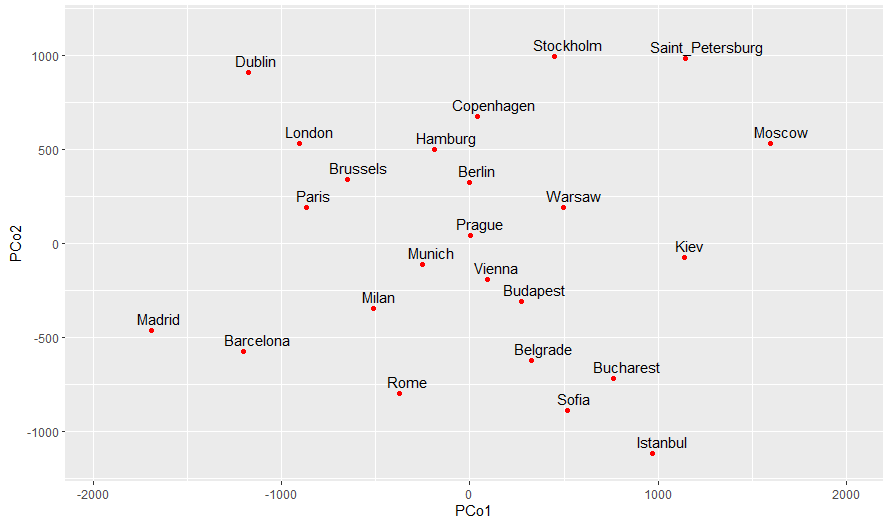 Stockholm
Saint_Petersburg
Dublin
Copenhagen
London
Hamburg
Moscow
Brussels
Berlin
Paris
Warsaw
Prague
Kiev
Munich
Vienna
Budapest
Milan
Madrid
Barcelona
Belgrade
Bucharest
Rome
Sofia
Istanbul
1000
500
0
-500
-1000
PCo2
-2000
-1000
0
1000
2000
PCo1